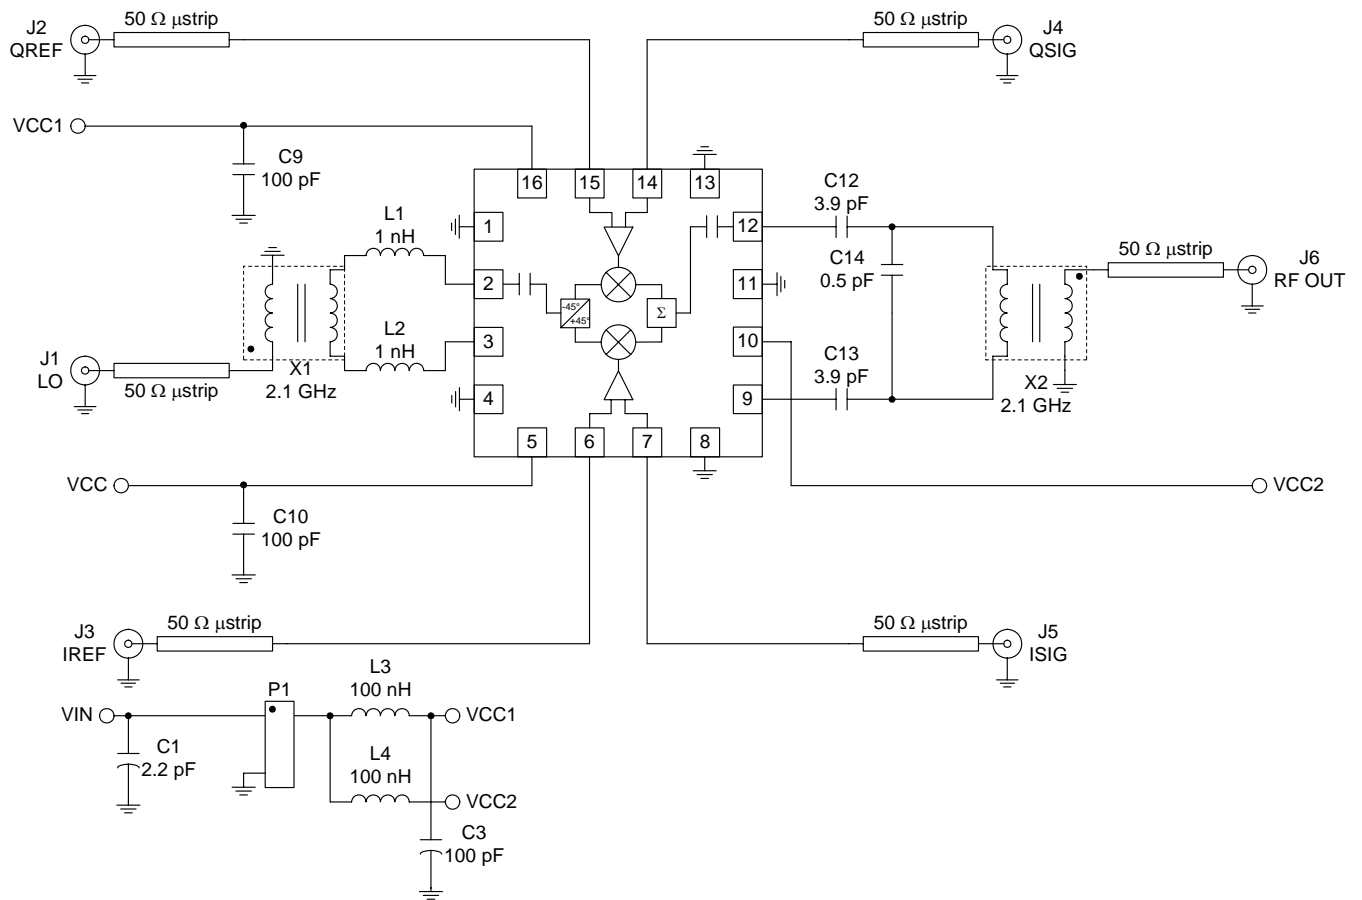 J2
QREF
50 Ω µstrip
50 Ω µstrip
J4
QSIG
VCC1
C9
100 pF
16
15
14
13
1
2
3
4
5
6
7
8
12
11
10
9
-45°
+45°
Σ
L1
1 nH
L2
1 nH
X1
2.1 GHz
J1
LO
50 Ω µstrip
C12
3.9 pF
C14
0.5 pF
C13
3.9 pF
50 Ω µstrip
J6
RF OUT
X2
2.1 GHz
VCC
C10
100 pF
VCC2
J3
IREF
50 Ω µstrip
50 Ω µstrip
J5
ISIG
VIN
C1
2.2 pF
P1
L3
100 nH
VCC1
L4
100 nH
VCC2
C3
100 pF